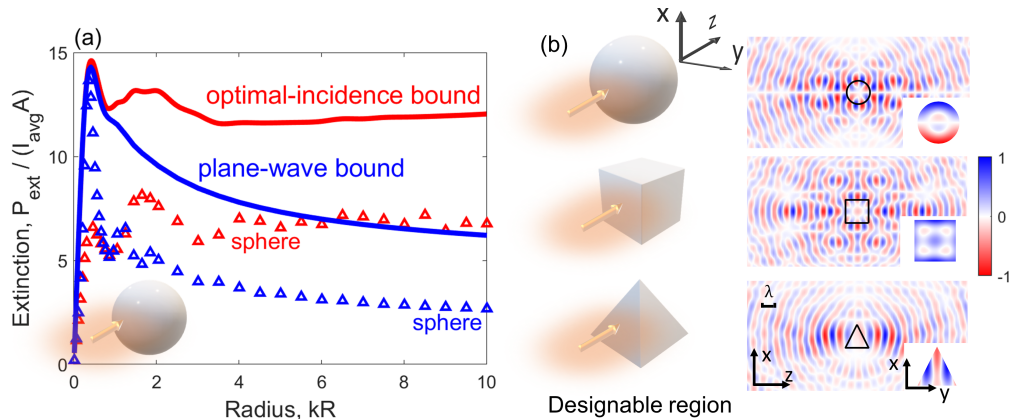 (a)
Extinction, P_ext / (I_avg A)
15
10
5
0
optimal-incidence bound
plane-wave bound
sphere
sphere
0 2 4 6 8 10
Radius, kR
(b)
x
z
y
Designable region
λ
x
z
x
y
1
0
-1